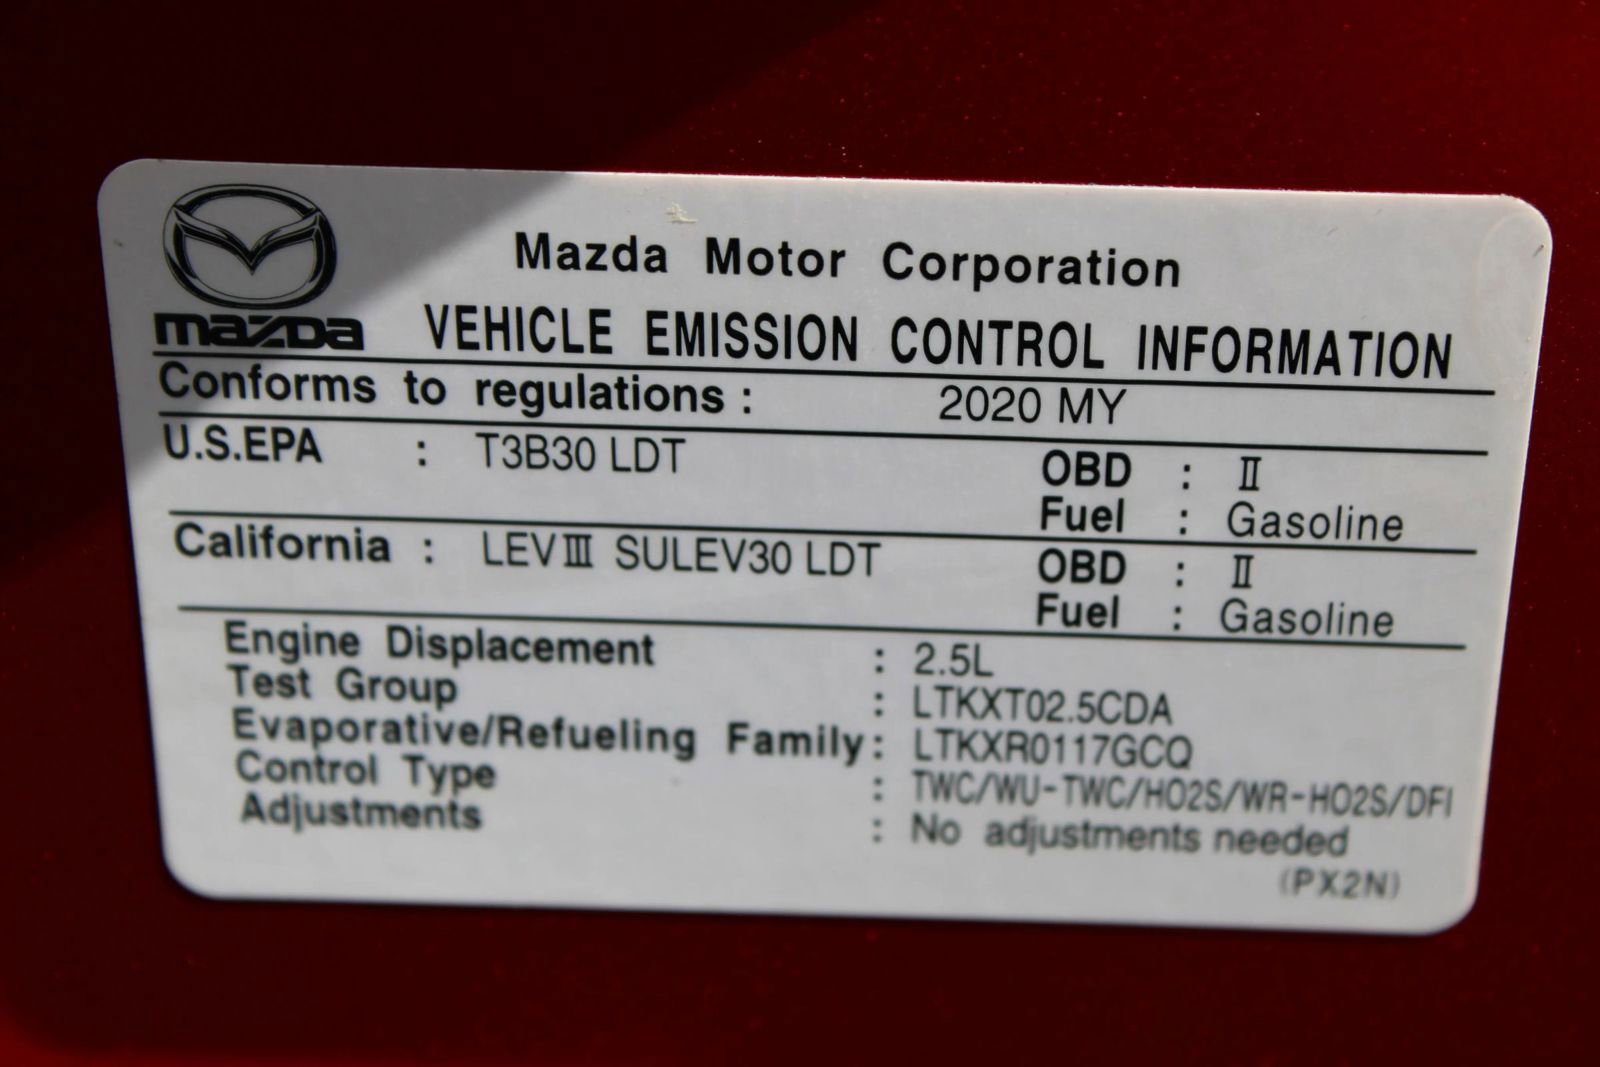 Mazda Motor Corporation
mazda VEHICLE EMISSION CONTROL INFORMATION
Conforms to regulations : 2020 MY
U.S.EPA : T3B30 LDT OBD : II
Fuel : Gasoline
California : LEV III SULEV30 LDT OBD : II
Fuel : Gasoline
Engine Displacement : 2.5L
Test Group : LTKXT02.5CDA
Evaporative/Refueling Family : LTKXR0117GCQ
Control Type : TWC/WU-TWC/HO2S/WR-HO2S/DFI
Adjustments : No adjustments needed
(PX2N)